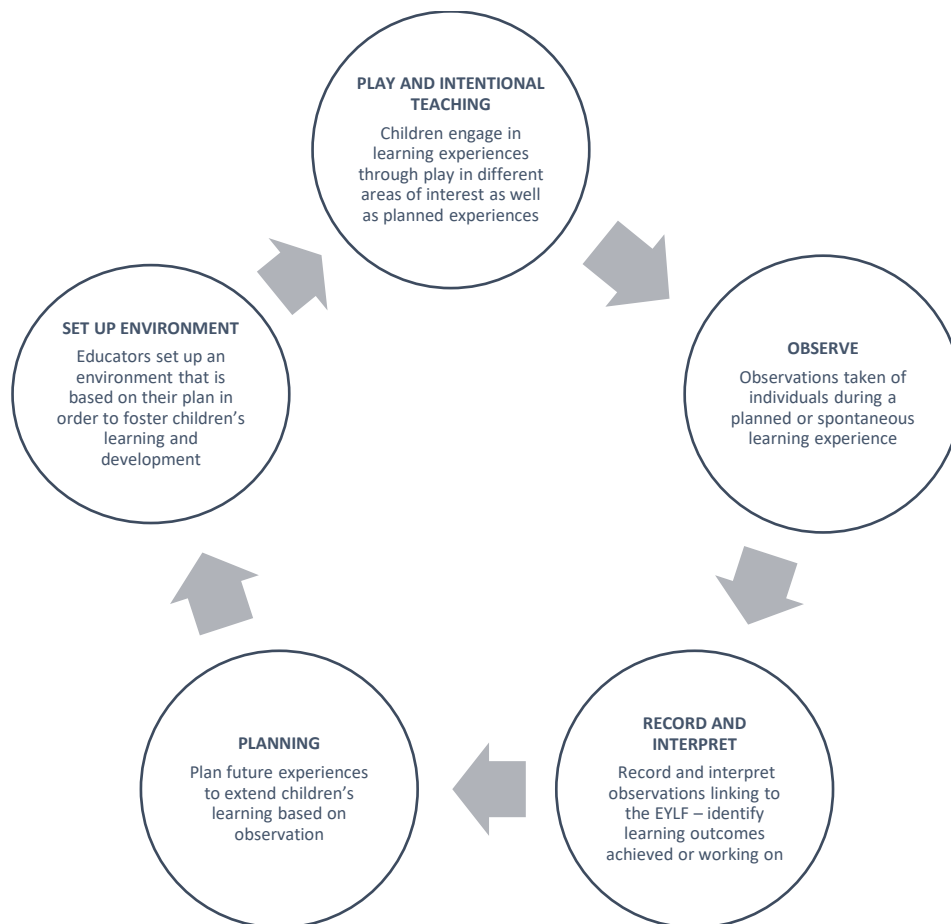 PLAY AND INTENTIONAL
TEACHING
Children engage in
learning experiences
through play in different
areas of interest as well
as planned experiences
OBSERVE
Observations taken of
individuals during a
planned or spontaneous
learning experience
RECORD AND
INTERPRET
Record and interpret
observations linking to
the EYLF – identify
learning outcomes
achieved or working on
PLANNING
Plan future experiences
to extend children’s
learning based on
observation
SET UP ENVIRONMENT
Educators set up an
environment that is
based on their plan in
order to foster children’s
learning and
development